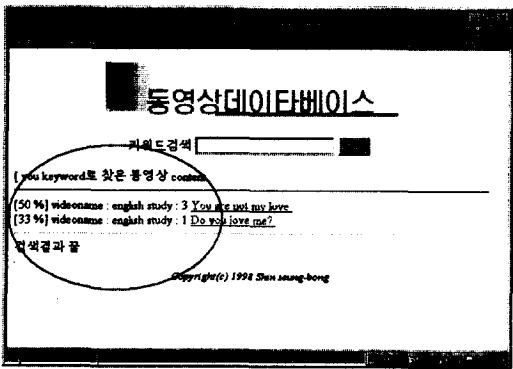 동영상데이타베이스
키워드검색
[ you keyword로 찾은 동영상 content
[50 %] videoname : english study : 3 You are not my love
[33 %] videoname : english study : 1 Do you jove me?
검색결과 끝
Copyright(c) 1998 Shin seung-bong